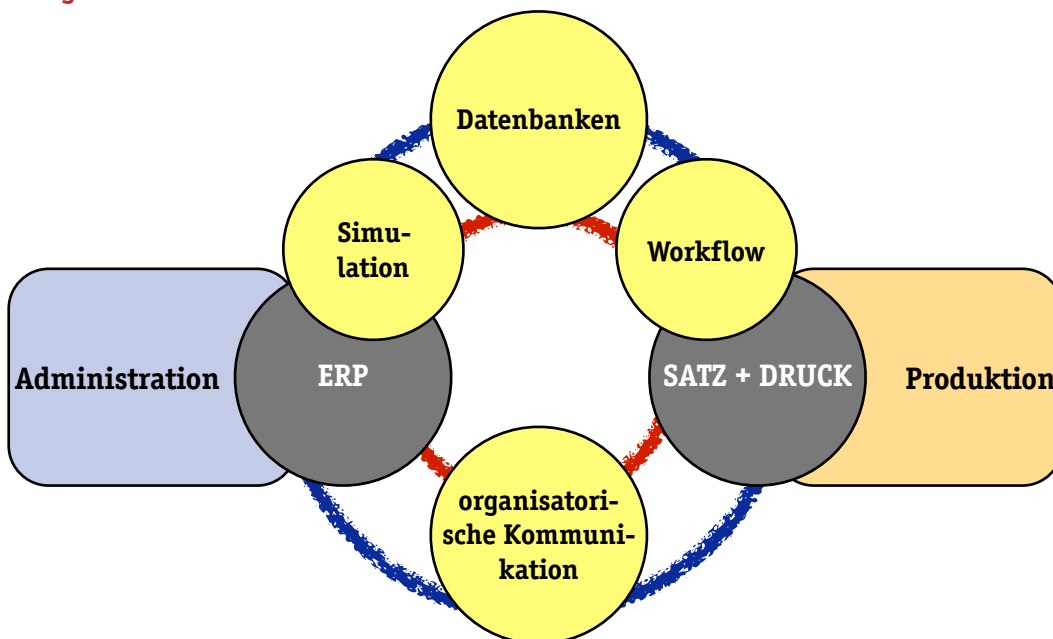 Datenbanken
Simu-
lation
Workflow
Administration
ERP
SATZ + DRUCK
Produktion
organisatori-
sche Kommuni-
kation